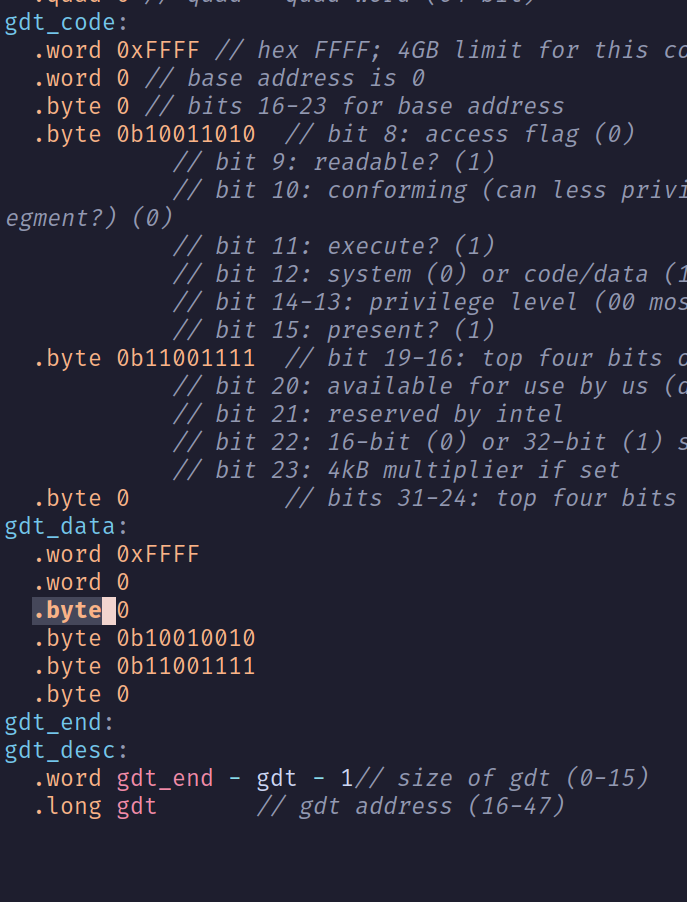 gdt_code:
.word 0xFFFF // hex FFFF; 4GB limit for this co
.word 0 // base address is 0
.byte 0 // bits 16-23 for base address
.byte 0b10011010 // bit 8: access flag (0)
// bit 9: readable? (1)
// bit 10: conforming (can less privi
egment?) (0)
// bit 11: execute? (1)
// bit 12: system (0) or code/data (1
// bit 14-13: privilege level (00 mos
// bit 15: present? (1)
.byte 0b11001111 // bit 19-16: top four bits o
// bit 20: available for use by us (d
// bit 21: reserved by intel
// bit 22: 16-bit (0) or 32-bit (1) s
// bit 23: 4kB multiplier if set
.byte 0 // bits 31-24: top four bits
gdt_data:
.word 0xFFFF
.word 0
.byte 0
.byte 0b10010010
.byte 0b11001111
.byte 0
gdt_end:
gdt_desc:
.word gdt_end - gdt - 1// size of gdt (0-15)
.long gdt // gdt address (16-47)